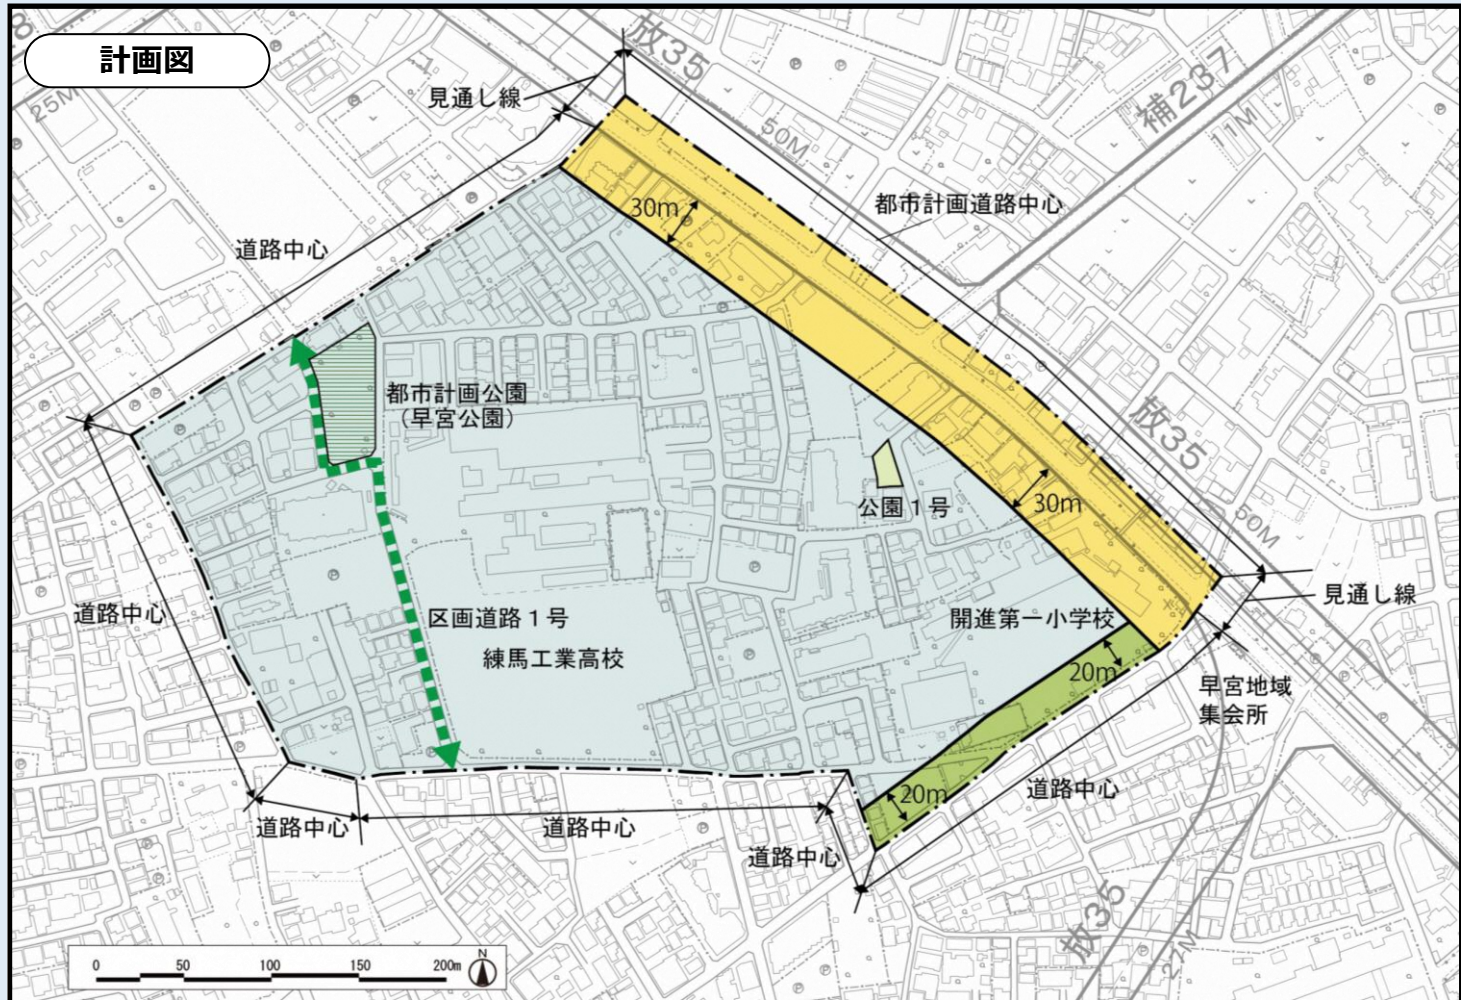 計画図
放35
見通し線
25M
50M
補237
11M
都市計画道路中心
30m
道路中心
都市計画公園
（早宮公園）
放35
公園１号
30m
50M
見通し線
道路中心
区画道路１号
開進第一小学校
練馬工業高校
20m
早宮地域
集会所
20m
道路中心
道路中心
道路中心
道路中心
放35
27M
0 50 100 150 200m
N